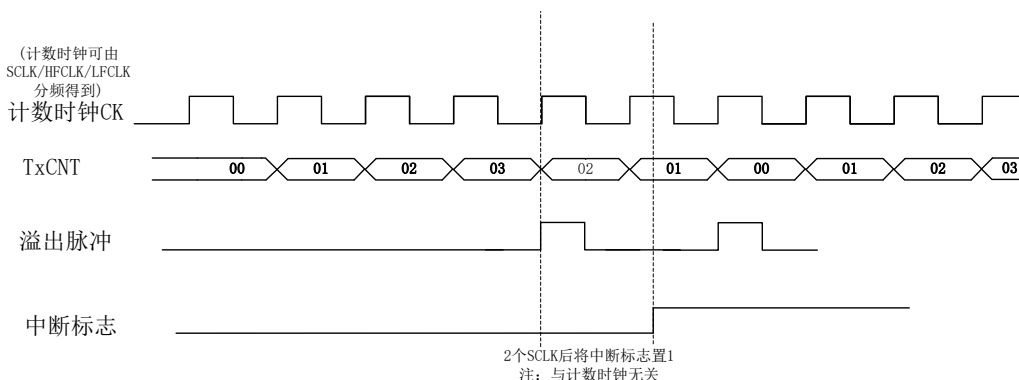 (计数时钟可由
SCLK/HFCLK/LFCLK
分频得到)
计数时钟CK
TxCNT
00 01 02 03 02 01 00 01 02 03
溢出脉冲
中断标志
2个SCLK后将中断标志置1
注：与计数时钟无关